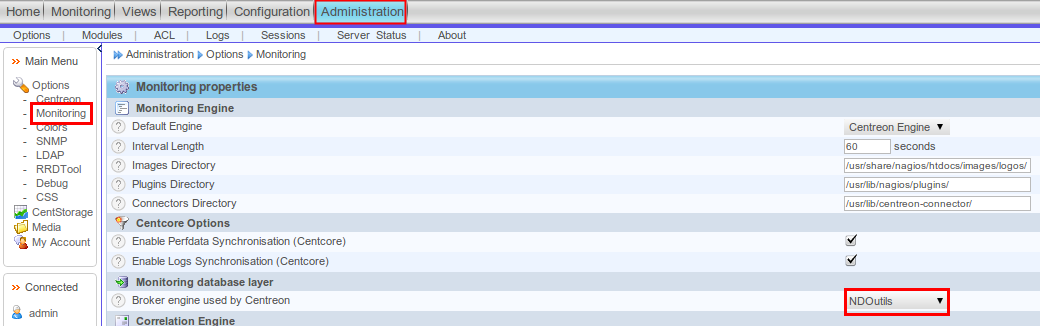 Home Monitoring Views Reporting Configuration Administration
Options | Modules | ACL | Logs | Sessions | Server Status | About
Main Menu
Options
- Centreon
- Monitoring
- Colors
- SNMP
- LDAP
- RRDTool
- Debug
- CSS
CentStorage
Media
My Account
Connected
admin
Administration Options Monitoring
Monitoring properties
Monitoring Engine
? Default Engine Centreon Engine
? Interval Length 60 seconds
? Images Directory /usr/share/nagios/htdocs/images/logos/
? Plugins Directory /usr/lib/nagios/plugins/
? Connectors Directory /usr/lib/centreon-connector/
Centcore Options
? Enable Perfdata Synchronisation (Centcore)
? Enable Logs Synchronisation (Centcore)
Monitoring database layer
? Broker engine used by Centreon NDOutils
Correlation Engine